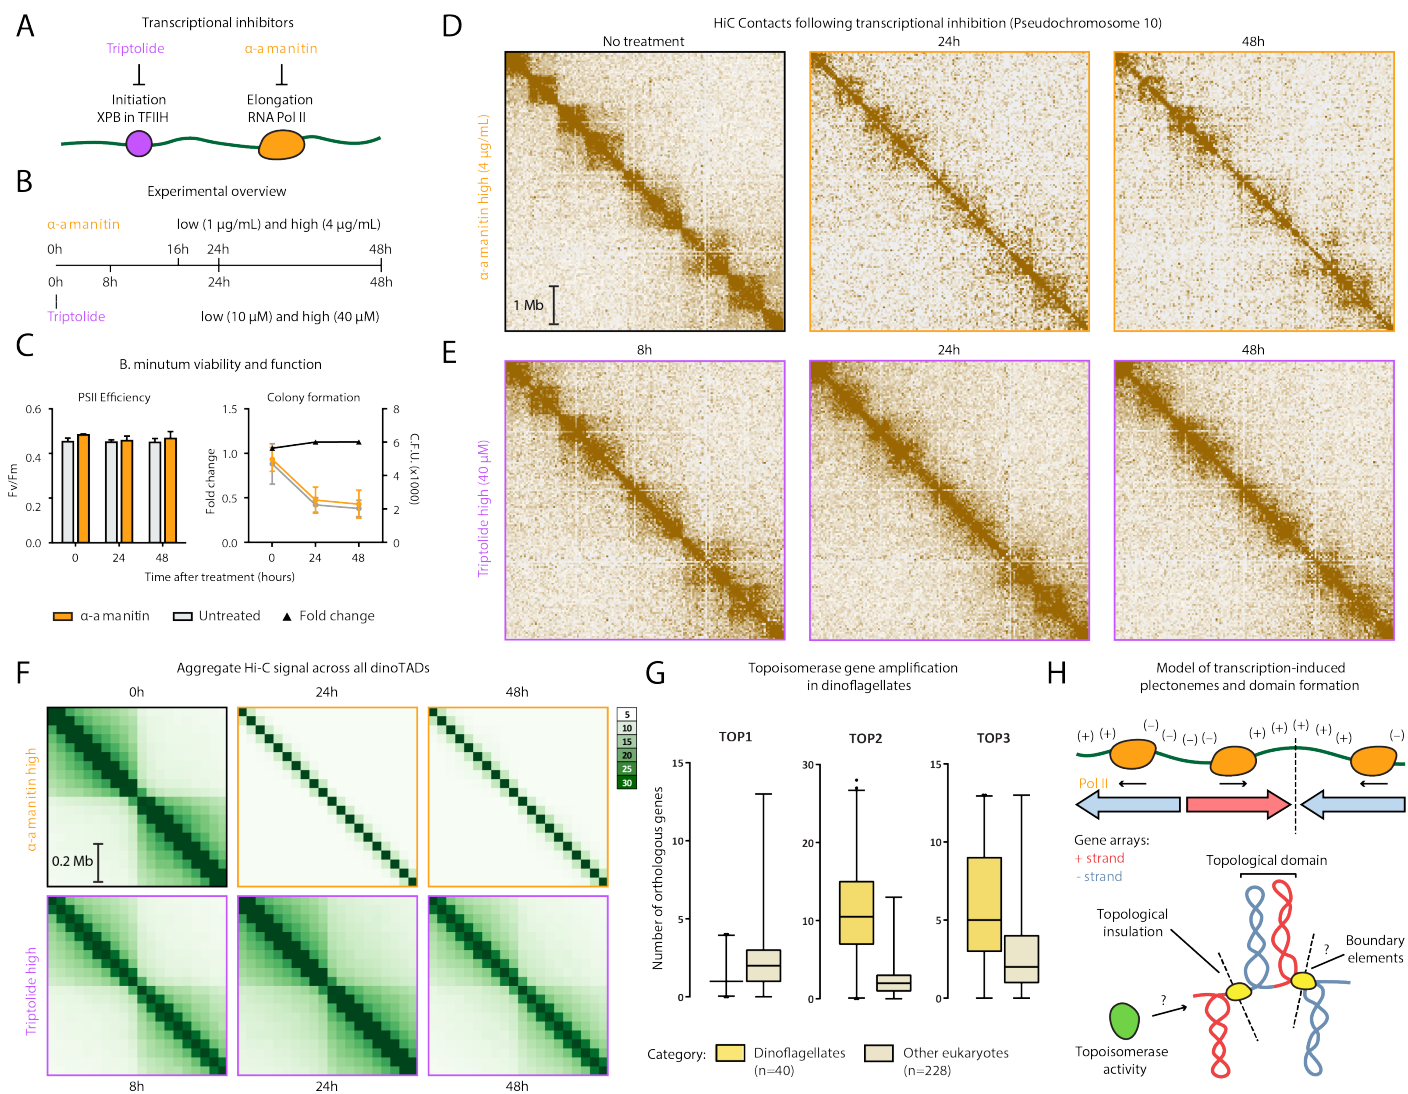 A
Transcriptional inhibitors
Triptolide
α-amanitin
Initiation
XPB in TFIIH
Elongation
RNA Pol II
B
Experimental overview
α-amanitin
low (1 µg/mL) and high (4 µg/mL)
0h 16h 24h 48h
0h 8h 24h 48h
Triptolide
low (10 µM) and high (40 µM)
C
B. minutum viability and function
PSII Efficiency
Fv/Fm
0.6
0.4
0.2
0.0
0 24 48
Colony formation
Fold change
1.5
1.0
0.5
0.0
8
6
4
2
0
C.F.U. (x1000)
0 24 48
Time after treatment (hours)
α-amanitin
Untreated
Fold change
D
HiC Contacts following transcriptional inhibition (Pseudochromosome 10)
No treatment
24h
48h
α-amanitin high (4 µg/mL)
1 Mb
E
8h
24h
48h
Triptolide high (40 µM)
F
Aggregate Hi-C signal across all dinoTADs
0h
24h
48h
α-amanitin high
0.2 Mb
5
10
15
20
25
30
Triptolide high
8h
24h
48h
G
Topoisomerase gene amplification
in dinoflagellates
TOP1
TOP2
TOP3
Number of orthologous genes
15
10
5
0
30
20
10
0
15
10
5
0
Category:
Dinoflagellates
(n=40)
Other eukaryotes
(n=228)
H
Model of transcription-induced
plectonemes and domain formation
(+) (+) (−) (−) (−) (−) (+) (+) (+) (+) (+) (−)
Pol II
Gene arrays:
+ strand
- strand
Topological domain
Topological
insulation
?
Boundary
elements
?
Topoisomerase
activity